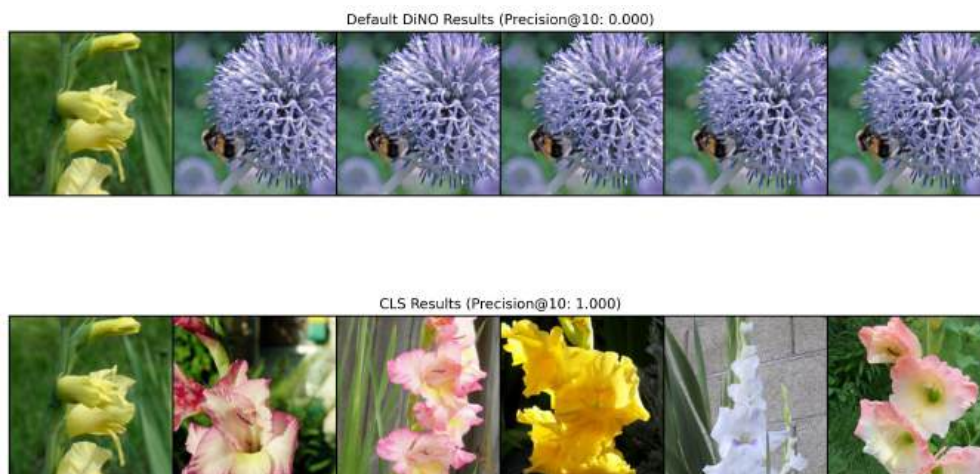 Default DiNO Results (Precision@10: 0.000)
CLS Results (Precision@10: 1.000)